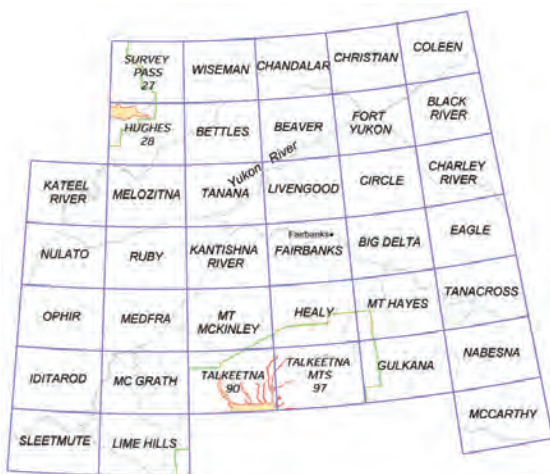 SURVEY
PASS
27
WISEMAN
CHANDALAR
CHRISTIAN
COLEEN
HUGHES
28
BETTLES
BEAVER
FORT
YUKON
BLACK
RIVER
Yukon River
KATEEL
RIVER
MELOZITNA
TANANA
LIVENGOOD
CIRCLE
CHARLEY
RIVER
NULATO
RUBY
KANTISHNA
RIVER
Fairbanks
FAIRBANKS
BIG DELTA
EAGLE
OPHIR
MEDFRA
MT
MCKINLEY
HEALY
MT HAYES
TANACROSS
IDITAROD
MC GRATH
TALKEETNA
90
TALKEETNA
MTS
97
GULKANA
NABESNA
SLEETMUTE
LIME HILLS
MCCARTHY